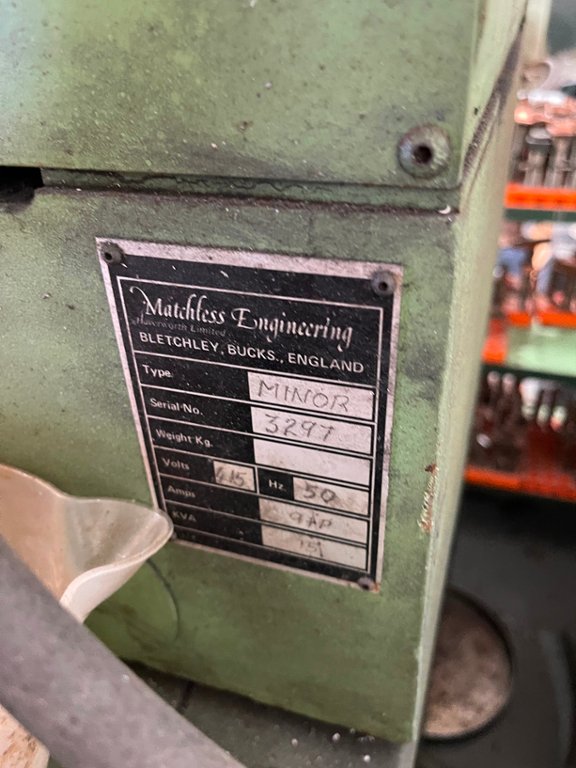 Matchless Engineering
Haverworth Limited
BLETCHLEY, BUCKS., ENGLAND
Type MINOR
Serial No. 3297
Weight Kg.
Volts 415 Hz. 50
Amps
KVA